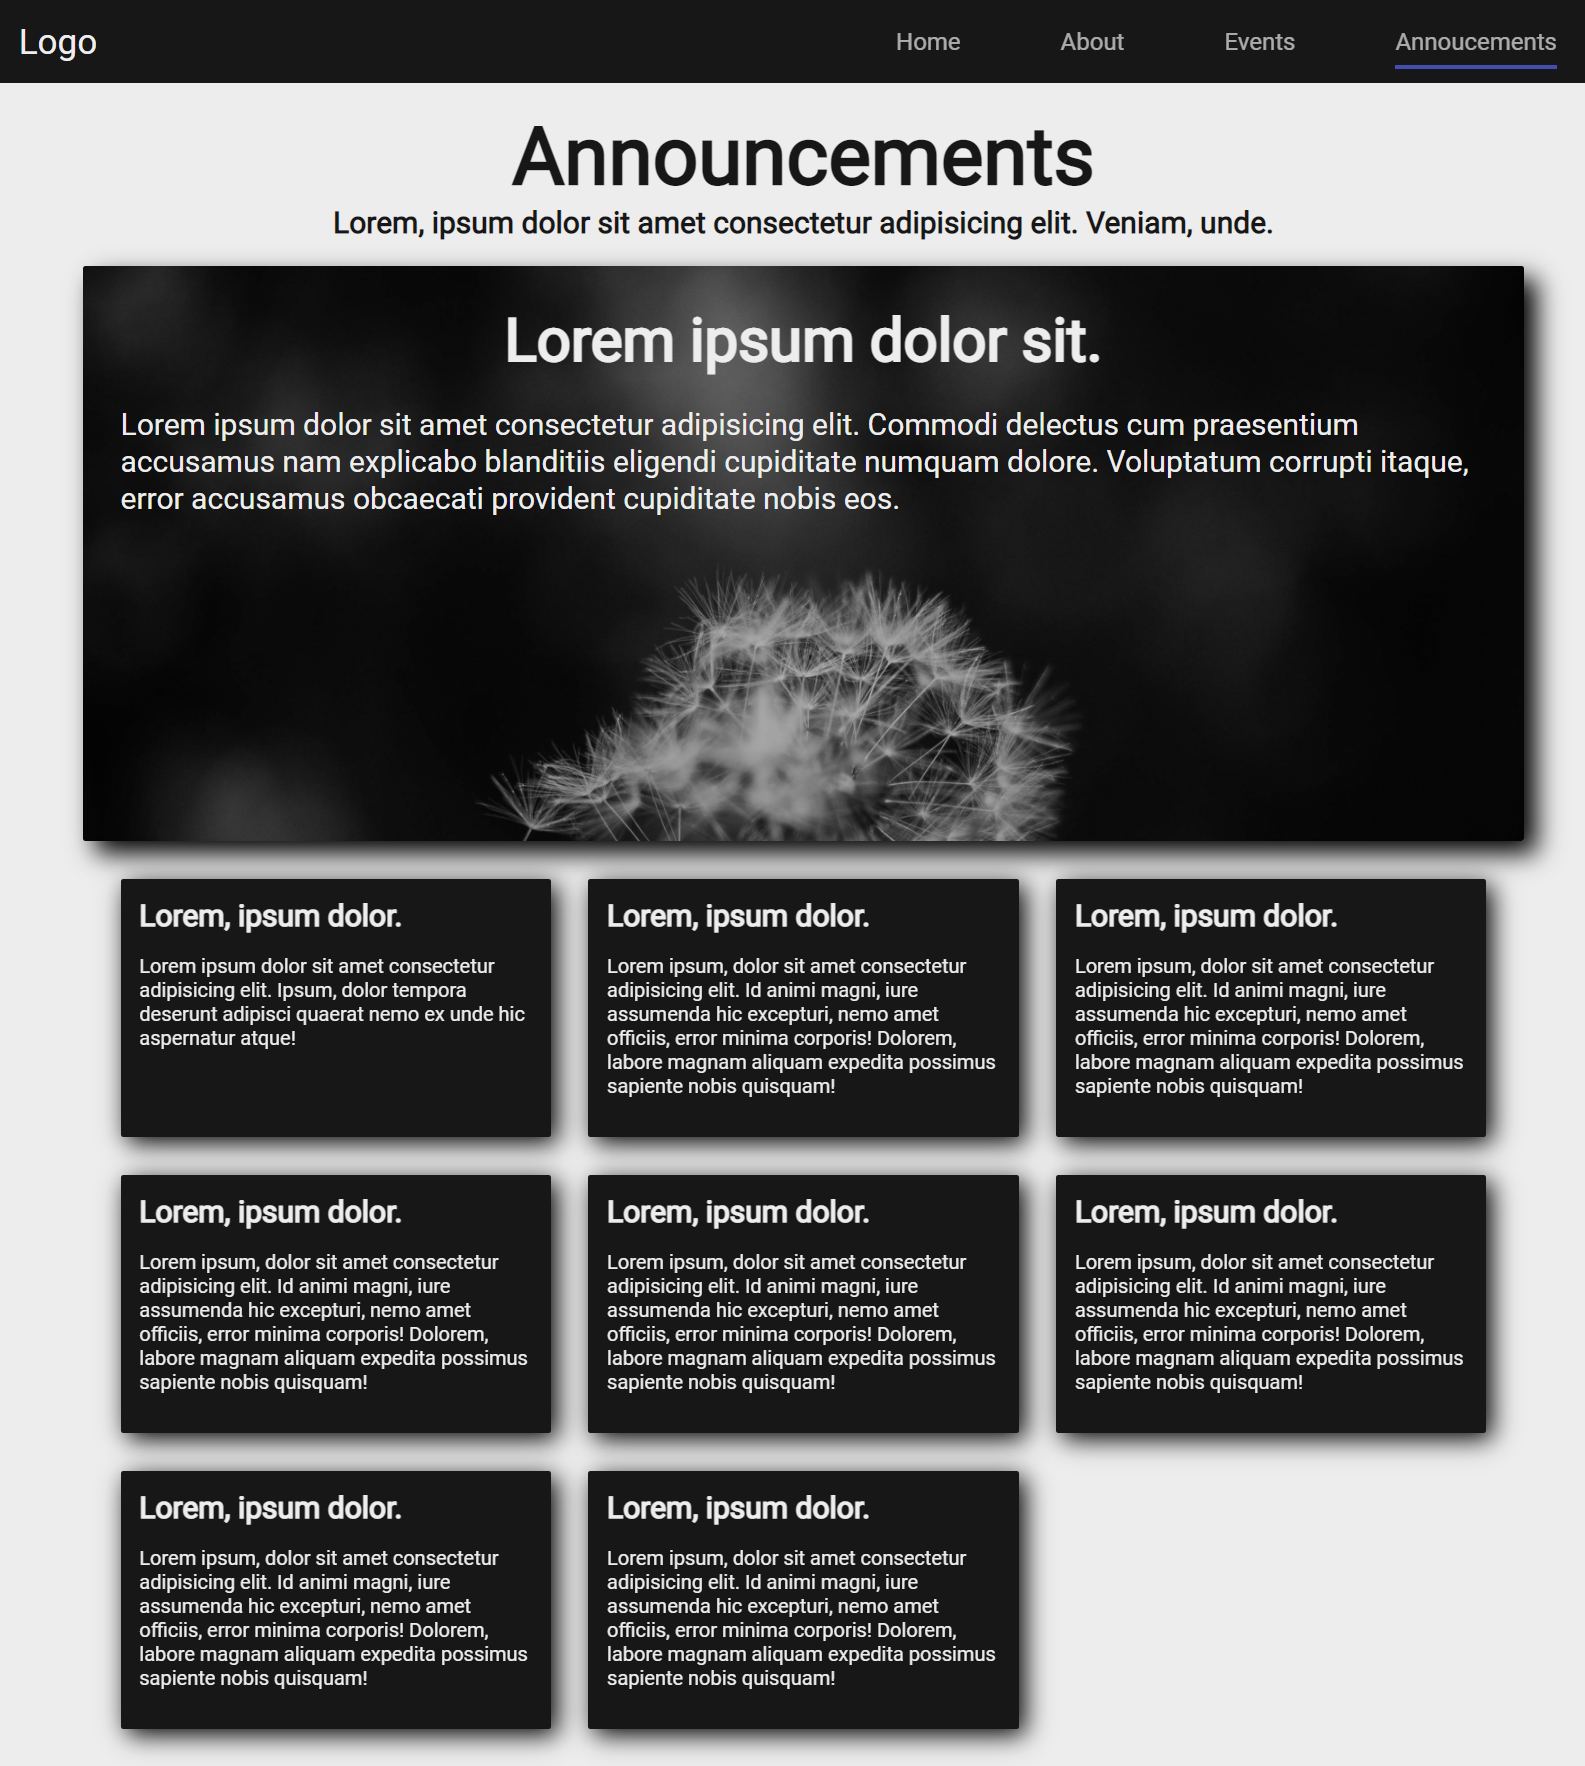 Logo
Home About Events Annoucements
Announcements
Lorem, ipsum dolor sit amet consectetur adipisicing elit. Veniam, unde.
Lorem ipsum dolor sit.
Lorem ipsum dolor sit amet consectetur adipisicing elit. Commodi delectus cum praesentium
accusamus nam explicabo blanditiis eligendi cupiditate numquam dolore. Voluptatum corrupti itaque,
error accusamus obcaecati provident cupiditate nobis eos.
Lorem, ipsum dolor.
Lorem ipsum dolor sit amet consectetur
adipisicing elit. Ipsum, dolor tempora
deserunt adipisci quaerat nemo ex unde hic
aspernatur atque!
Lorem, ipsum dolor.
Lorem ipsum, dolor sit amet consectetur
adipisicing elit. Id animi magni, iure
assumenda hic excepturi, nemo amet
officiis, error minima corporis! Dolorem,
labore magnam aliquam expedita possimus
sapiente nobis quisquam!
Lorem, ipsum dolor.
Lorem ipsum, dolor sit amet consectetur
adipisicing elit. Id animi magni, iure
assumenda hic excepturi, nemo amet
officiis, error minima corporis! Dolorem,
labore magnam aliquam expedita possimus
sapiente nobis quisquam!
Lorem, ipsum dolor.
Lorem ipsum, dolor sit amet consectetur
adipisicing elit. Id animi magni, iure
assumenda hic excepturi, nemo amet
officiis, error minima corporis! Dolorem,
labore magnam aliquam expedita possimus
sapiente nobis quisquam!
Lorem, ipsum dolor.
Lorem ipsum, dolor sit amet consectetur
adipisicing elit. Id animi magni, iure
assumenda hic excepturi, nemo amet
officiis, error minima corporis! Dolorem,
labore magnam aliquam expedita possimus
sapiente nobis quisquam!
Lorem, ipsum dolor.
Lorem ipsum, dolor sit amet consectetur
adipisicing elit. Id animi magni, iure
assumenda hic excepturi, nemo amet
officiis, error minima corporis! Dolorem,
labore magnam aliquam expedita possimus
sapiente nobis quisquam!
Lorem, ipsum dolor.
Lorem ipsum, dolor sit amet consectetur
adipisicing elit. Id animi magni, iure
assumenda hic excepturi, nemo amet
officiis, error minima corporis! Dolorem,
labore magnam aliquam expedita possimus
sapiente nobis quisquam!
Lorem, ipsum dolor.
Lorem ipsum, dolor sit amet consectetur
adipisicing elit. Id animi magni, iure
assumenda hic excepturi, nemo amet
officiis, error minima corporis! Dolorem,
labore magnam aliquam expedita possimus
sapiente nobis quisquam!